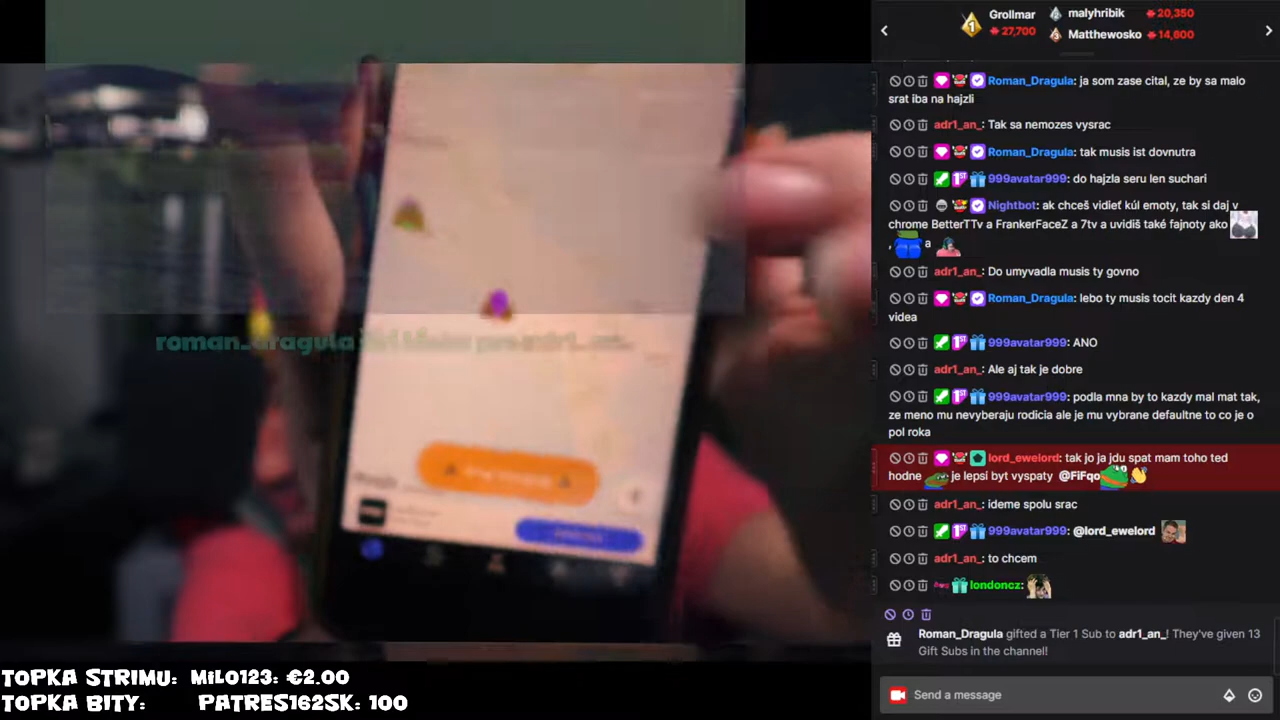 Grollmar
27,700
malyhribik
20,350
Matthewosko
14,800
Roman_Dragula: ja som zase cital, ze by sa malo
srat iba na hajzli
adr1_an_: Tak sa nemozes vysrac
Roman_Dragula: tak musis ist dovnutra
999avatar999: do hajzla seru len suchari
Nightbot: ak chceš vidieť kúl emoty, tak si daj v
chrome BetterTTv a FrankerFaceZ a 7tv a uvidiš také fajnoty ako
, a
adr1_an_: Do umyvadla musis ty govno
Roman_Dragula: lebo ty musis tocit kazdy den 4
videa
999avatar999: ANO
adr1_an_: Ale aj tak je dobre
999avatar999: podla mna by to kazdy mal mat tak,
ze meno mu nevyberaju rodicia ale je mu vybrane defaultne to co je o
pol roka
lord_ewelord: tak jo ja jdu spat mam toho ted
hodne je lepsi byt vyspaty @FiFqo
adr1_an_: ideme spolu srac
999avatar999: @lord_ewelord
adr1_an_: to chcem
londoncz:
Roman_Dragula gifted a Tier 1 Sub to adr1_an_! They've given 13
Gift Subs in the channel!
Send a message
roman_dragula
TOPKA STRIMU: MILO123: €2.00
TOPKA BITY: PATRES162SK: 100